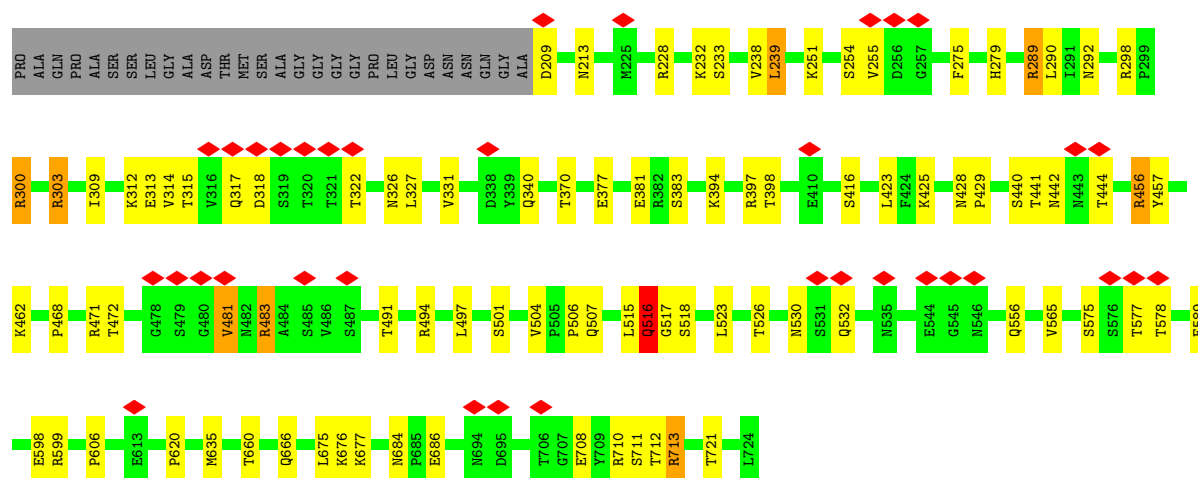 PRO ALA GLN PRO ALA SER SER LEU GLY ALA ASP THR MET SER ALA GLY GLY GLY GLY PRO LEU GLY ASP ASN ASN GLN GLY ALA D209 N213 M225 R228 K232 S233 V238 L239 K251 S254 V255 D256 G257 F275 H279 R289 L290 I291 N292 R298 P299
R300 R303 I309 K312 E313 V314 T315 V316 Q317 D318 S319 T320 T321 T322 N326 L327 V331 D338 Y339 Q340 T370 E377 E381 R382 S383 K394 R397 T398 E410 S416 L423 F424 K425 N428 P429 S440 T441 N442 N443 T444 R456 Y457
K462 P468 R471 T472 G478 S479 G480 V481 N482 R483 A484 S485 V486 S487 T491 R494 L497 S501 V504 P505 P506 Q507 L515 Q516 G517 S518 L523 T526 N530 S531 Q532 N535 E544 G545 N546 Q556 V565 S575 S576 T577 T578
E598 R599 P606 E613 P620 M635 T660 Q666 L675 K676 K677 N684 P685 E686 N694 D695 T706 G707 E708 Y709 R710 S711 T712 R713 T721 L724